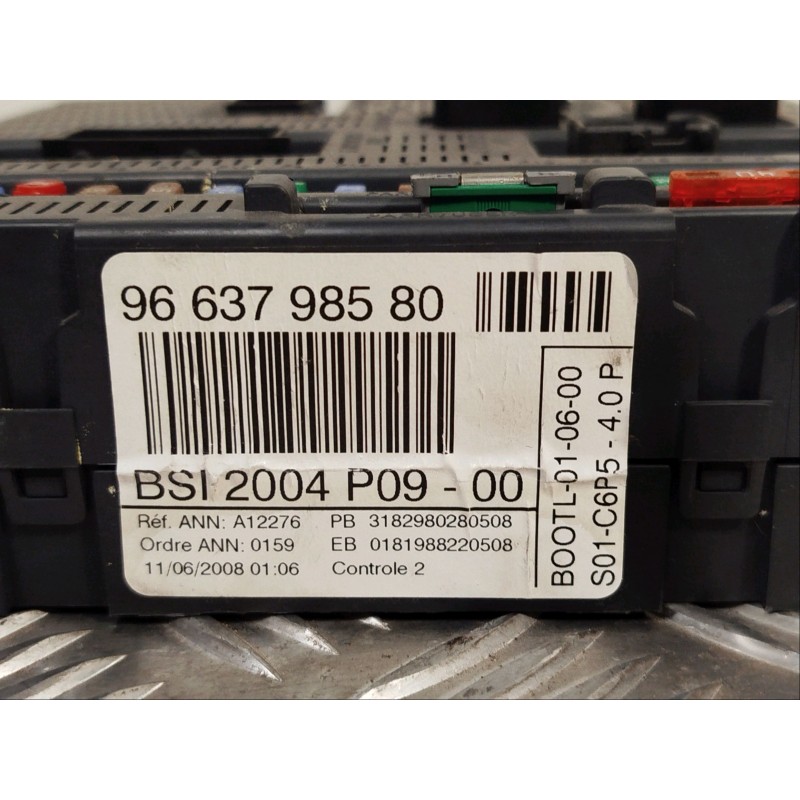 96 637 985 80
BSI 2004 P09 - 00
Réf. ANN: A12276 PB 3182980280508
Ordre ANN: 0159 EB 0181988220508
11/06/2008 01:06 Controle 2
BOOTL-01-06-00
S01-C6P5 - 4.0 P